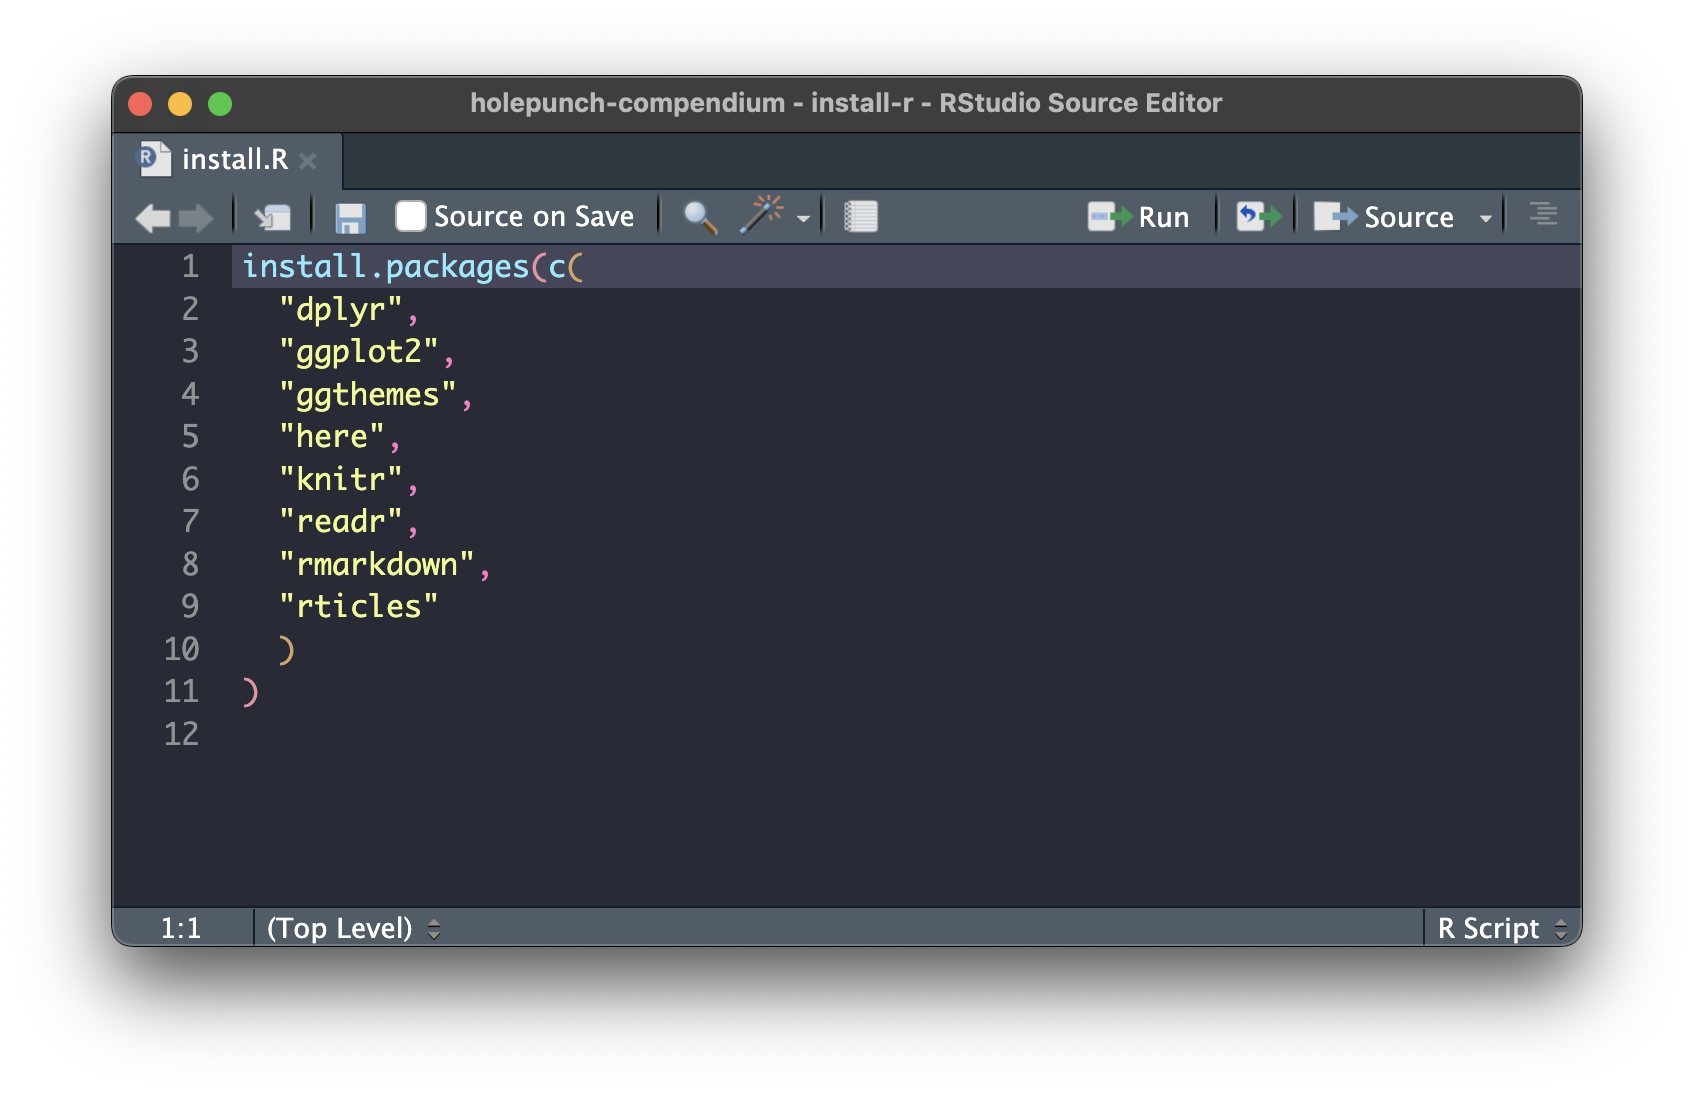 holepunch-compendium - install-r - RStudio Source Editor
install.R
Source on Save Run Source
1 install.packages(c(
2 "dplyr",
3 "ggplot2",
4 "ggthemes",
5 "here",
6 "knitr",
7 "readr",
8 "rmarkdown",
9 "rticles"
10 )
11 )
12
1:1 (Top Level) R Script